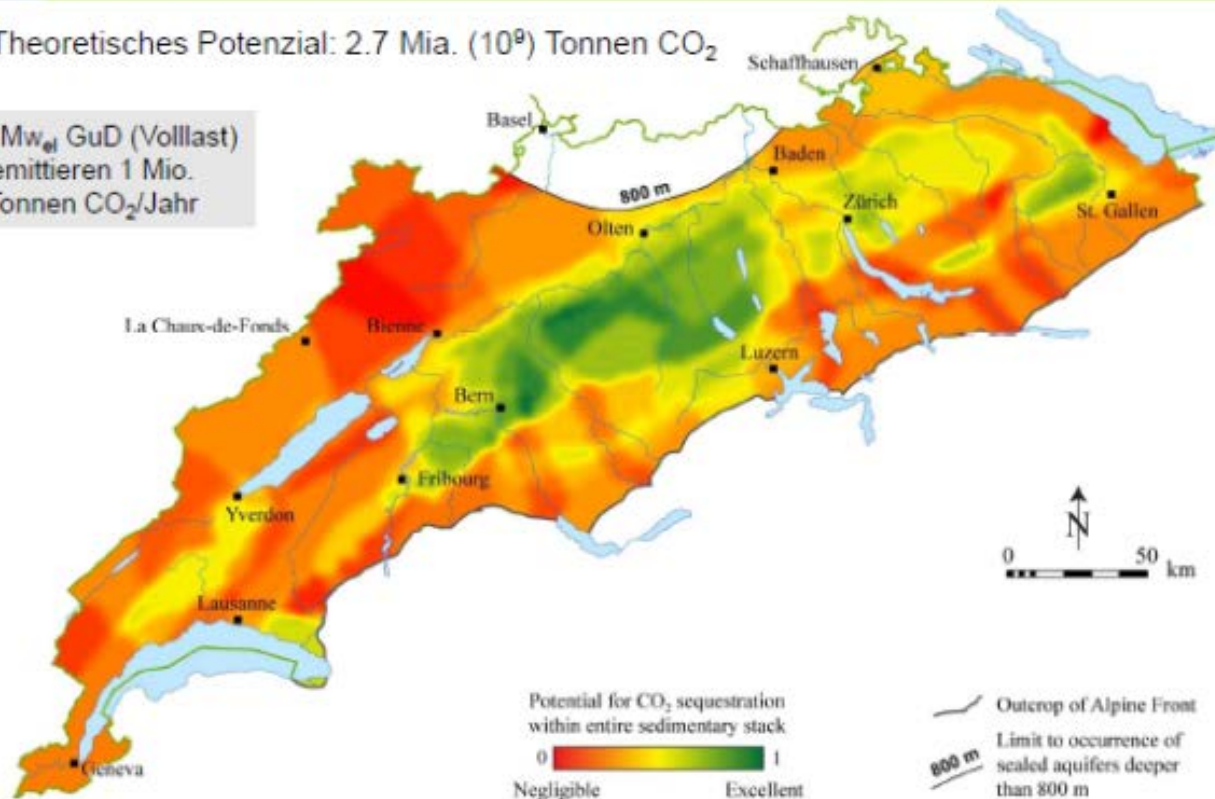 Theoretisches Potenzial: 2.7 Mia. (10⁹) Tonnen CO₂
Mwel GuD (Volllast)
emittieren 1 Mio.
Tonnen CO₂/Jahr
Schaffhausen
Basel
Baden
800 m
Zürich
St. Gallen
Olten
La Chaux-de-Fonds
Bienne
Luzern
Bern
Fribourg
Yverdon
N
0 50 km
Lausanne
Geneva
Potential for CO₂ sequestration
within entire sedimentary stack
0 1
Negligible Excellent
Outcrop of Alpine Front
800 m
Limit to occurrence of
sealed aquifers deeper
than 800 m